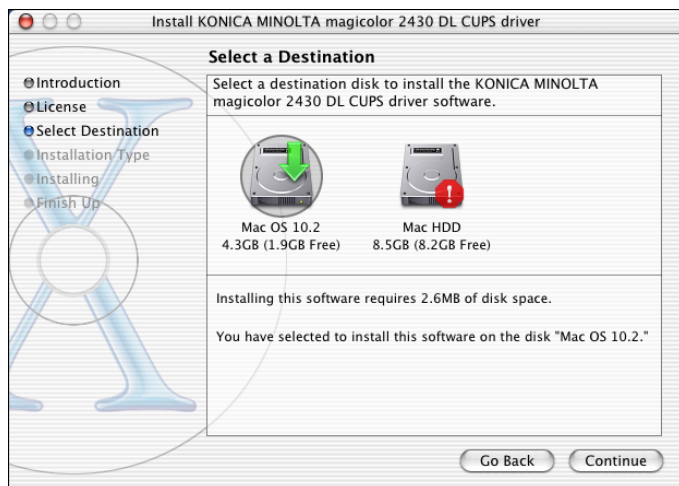 Install KONICA MINOLTA magicolor 2430 DL CUPS driver
Select a Destination
Introduction
License
Select Destination
Installation Type
Installing
Finish Up
Select a destination disk to install the KONICA MINOLTA
magicolor 2430 DL CUPS driver software.
Mac OS 10.2
4.3GB (1.9GB Free)
Mac HDD
8.5GB (8.2GB Free)
Installing this software requires 2.6MB of disk space.
You have selected to install this software on the disk "Mac OS 10.2."
Go Back
Continue